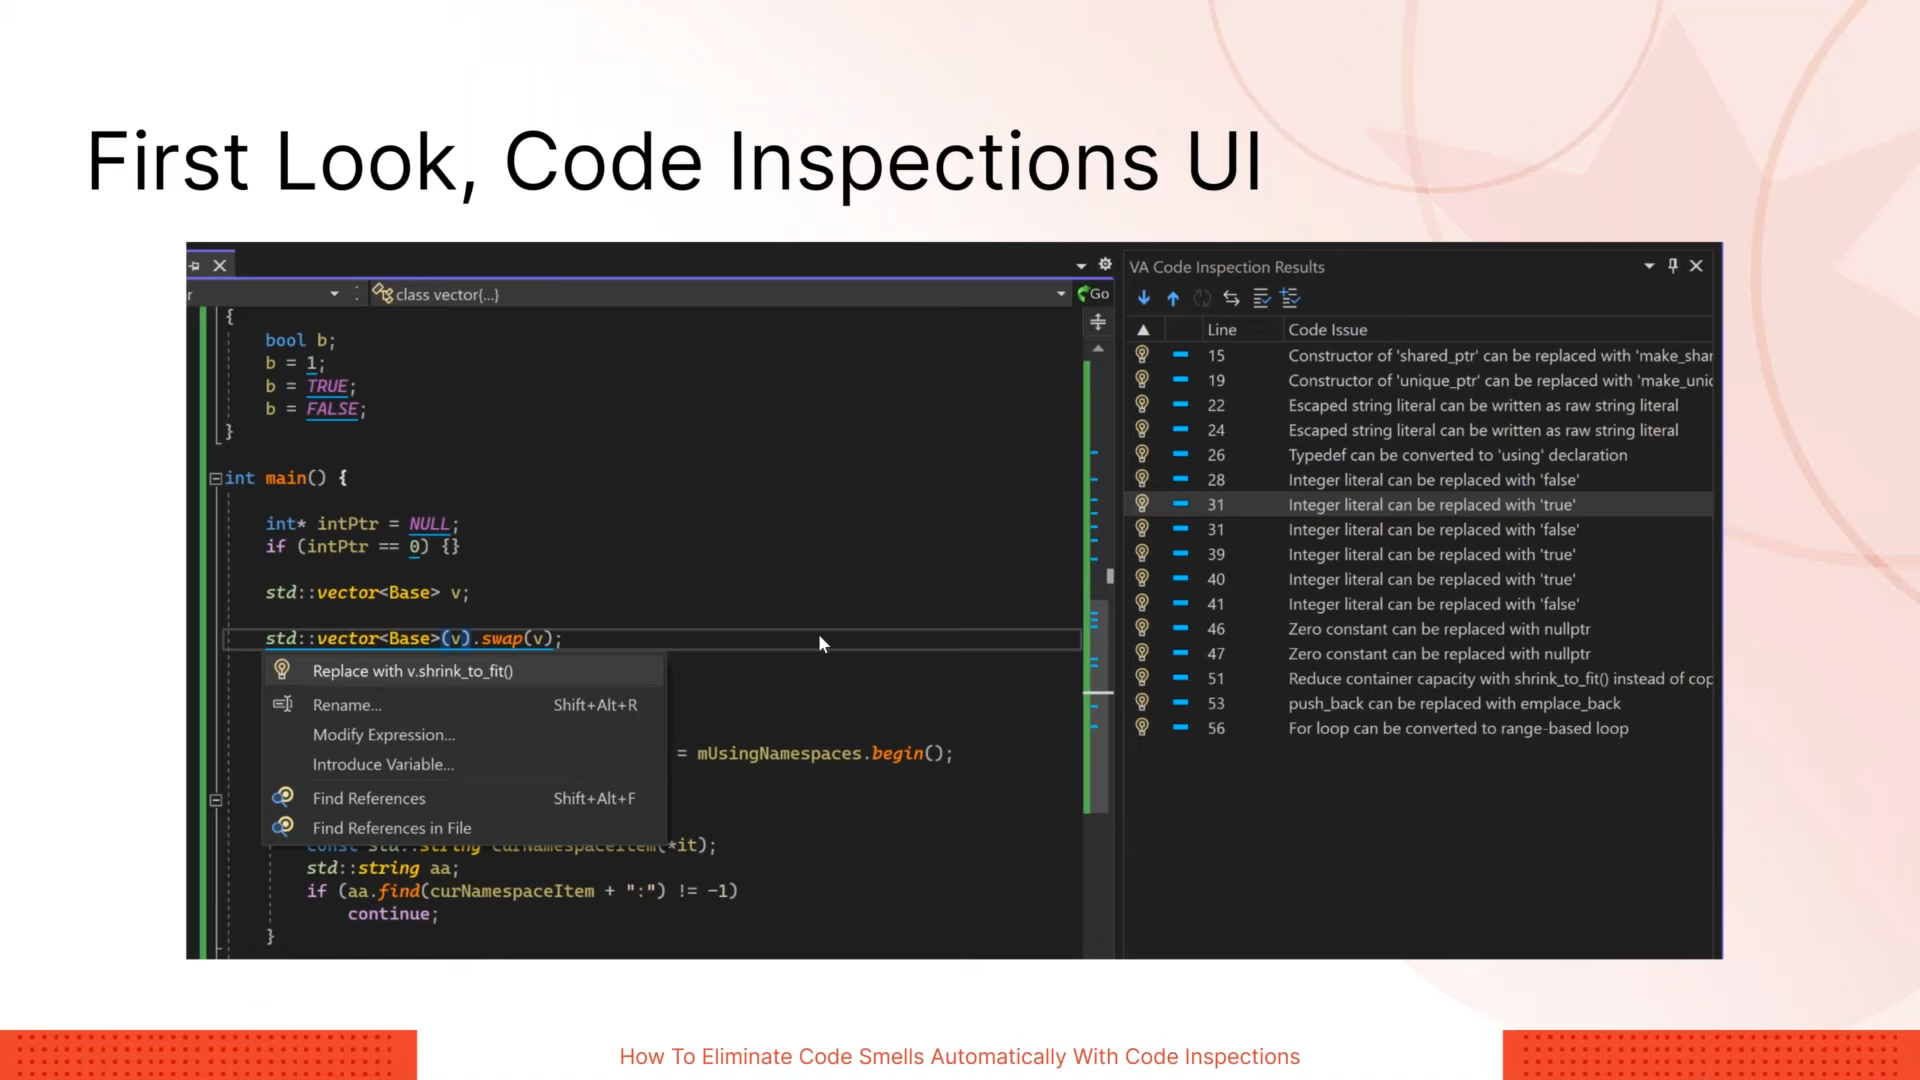 First Look, Code Inspections UI
r
class vector{...}
Go
{
bool b;
b = 1;
b = TRUE;
b = FALSE;
}
int main() {
int* intPtr = NULL;
if (intPtr == 0) {}
std::vector<Base> v;
std::vector<Base>(v).swap(v);
Replace with v.shrink_to_fit()
Rename... Shift+Alt+R
Modify Expression...
Introduce Variable...
= mUsingNamespaces.begin();
Find References Shift+Alt+F
Find References in File
const std::string curNamespaceItem(*it);
std::string aa;
if (aa.find(curNamespaceItem + ":") != -1)
continue;
}
VA Code Inspection Results
Line Code Issue
15 Constructor of 'shared_ptr' can be replaced with 'make_shar
19 Constructor of 'unique_ptr' can be replaced with 'make_uniq
22 Escaped string literal can be written as raw string literal
24 Escaped string literal can be written as raw string literal
26 Typedef can be converted to 'using' declaration
28 Integer literal can be replaced with 'false'
31 Integer literal can be replaced with 'true'
31 Integer literal can be replaced with 'false'
39 Integer literal can be replaced with 'true'
40 Integer literal can be replaced with 'true'
41 Integer literal can be replaced with 'false'
46 Zero constant can be replaced with nullptr
47 Zero constant can be replaced with nullptr
51 Reduce container capacity with shrink_to_fit() instead of cop
53 push_back can be replaced with emplace_back
56 For loop can be converted to range-based loop
How To Eliminate Code Smells Automatically With Code Inspections